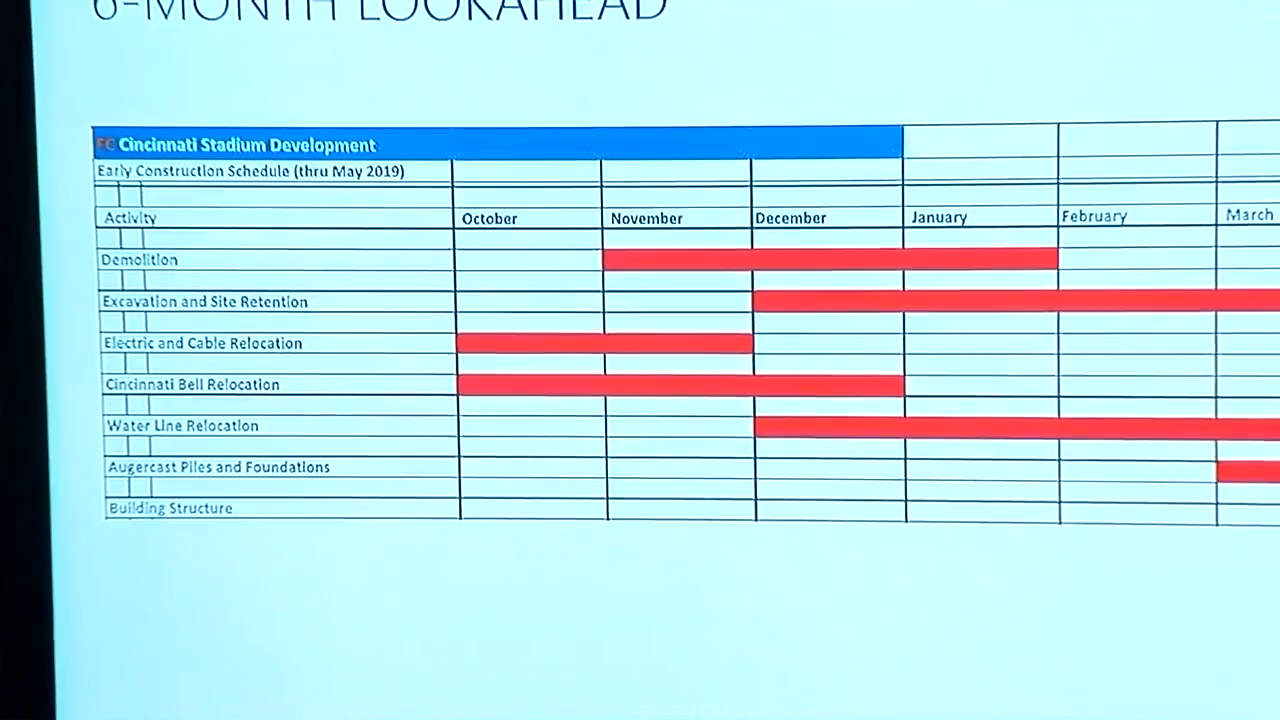 6-MONTH LOOKAHEAD
FC Cincinnati Stadium Development
Early Construction Schedule (thru May 2019)
Activity October November December January February March
Demolition
Excavation and Site Retention
Electric and Cable Relocation
Cincinnati Bell Relocation
Water Line Relocation
Augercast Piles and Foundations
Building Structure